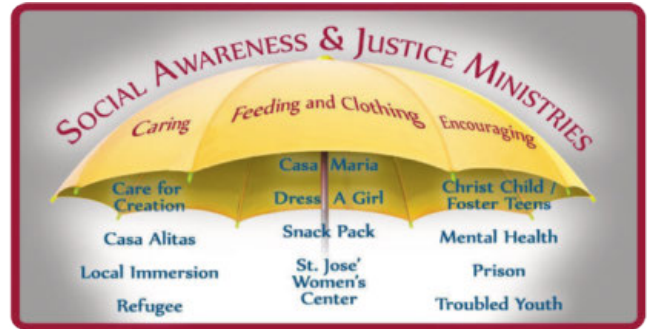 SOCIAL AWARENESS & JUSTICE MINISTRIES
Caring
Feeding and Clothing
Encouraging
Care for
Creation
Casa Alitas
Local Immersion
Refugee
Casa Maria
Dress A Girl
Snack Pack
St. Jose'
Women's
Center
Christ Child /
Foster Teens
Mental Health
Prison
Troubled Youth